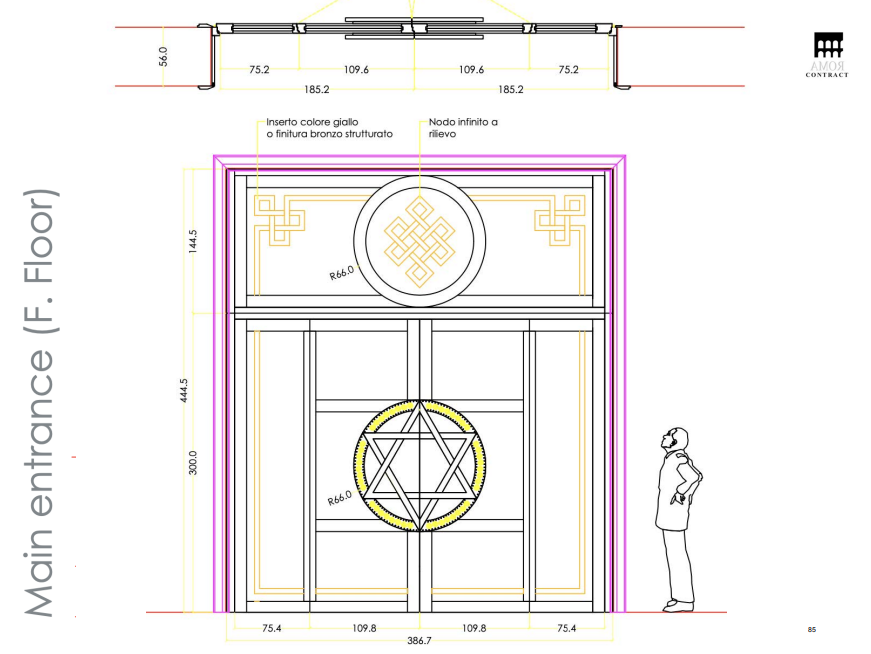 56.0
75.2
109.6
109.6
75.2
185.2
185.2
ROMA
CONTRACT
Inserto colore giallo
o finitura bronzo strutturato
Nodo infinito a
rilievo
Main entrance (F. Floor)
144.5
R66.0
444.5
300.0
R66.0
75.4
109.8
109.8
75.4
386.7
85